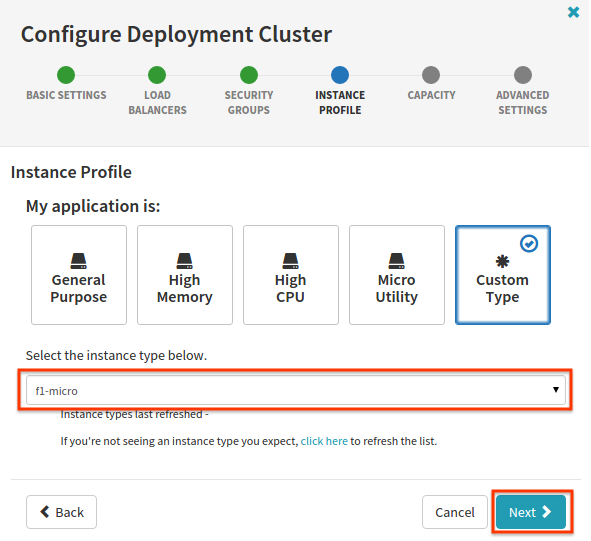 Configure Deployment Cluster
BASIC SETTINGS
LOAD
BALANCERS
SECURITY
GROUPS
INSTANCE
PROFILE
CAPACITY
ADVANCED
SETTINGS
Instance Profile
My application is:
General
Purpose
High
Memory
High
CPU
Micro
Utility
Custom
Type
Select the instance type below.
f1-micro
Instance types last refreshed -
If you're not seeing an instance type you expect, click here to refresh the list.
Back
Cancel
Next